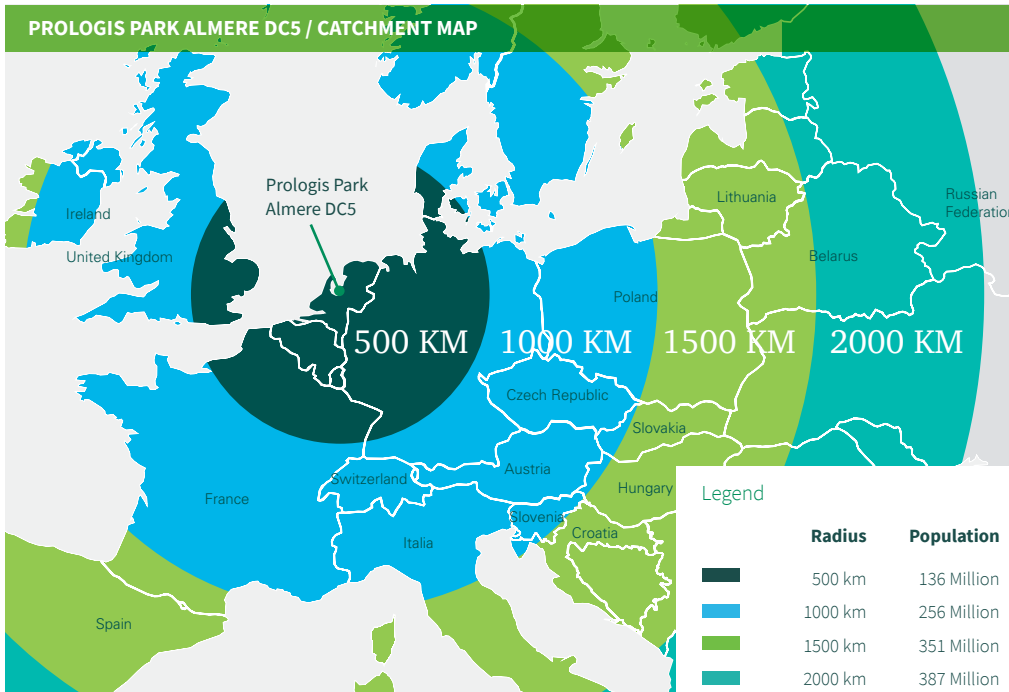 PROLOGIS PARK ALMERE DC5 / CATCHMENT MAP
Prologis Park
Almere DC5
Ireland
United Kingdom
Lithuania
Russian
Federation
Belarus
Poland
500 KM
1000 KM
1500 KM
2000 KM
Czech Republic
Slovakia
Switzerland
Austria
Hungary
France
Slovenia
Croatia
Italia
Spain
Legend
Radius Population
500 km 136 Million
1000 km 256 Million
1500 km 351 Million
2000 km 387 Million